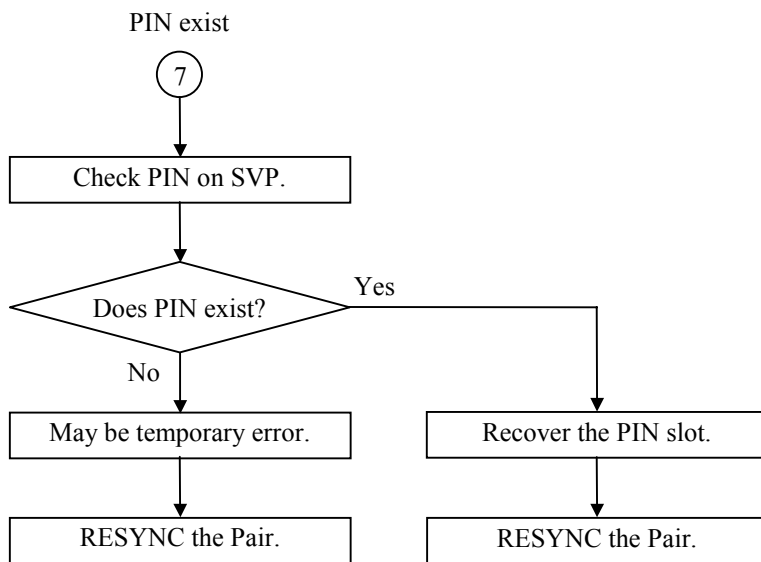 PIN exist
7
Check PIN on SVP.
Does PIN exist?
Yes
No
May be temporary error.
Recover the PIN slot.
RESYNC the Pair.
RESYNC the Pair.